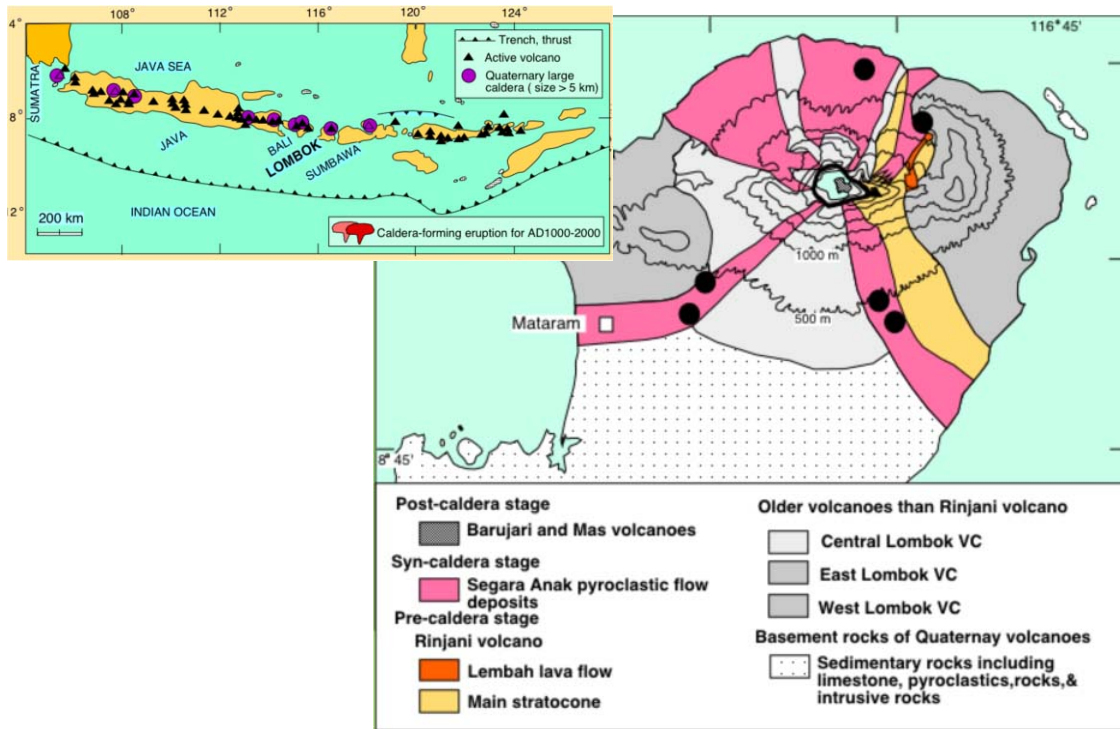 4°
108°
112°
116°
120°
124°
JAVA SEA
SUMATRA
8°
JAVA
BALI
LOMBOK
SUMBAWA
2°
INDIAN OCEAN
200 km
Trench, thrust
Active volcano
Quaternary large
caldera ( size > 5 km)
Caldera-forming eruption for AD1000-2000
116° 45'
1000 m
500 m
Mataram
8° 45'
Post-caldera stage
Barujari and Mas volcanoes
Syn-caldera stage
Segara Anak pyroclastic flow
deposits
Pre-caldera stage
Rinjani volcano
Lembah lava flow
Main stratocone
Older volcanoes than Rinjani volcano
Central Lombok VC
East Lombok VC
West Lombok VC
Basement rocks of Quaternay volcanoes
Sedimentary rocks including
limestone, pyroclastics,rocks,&
intrusive rocks